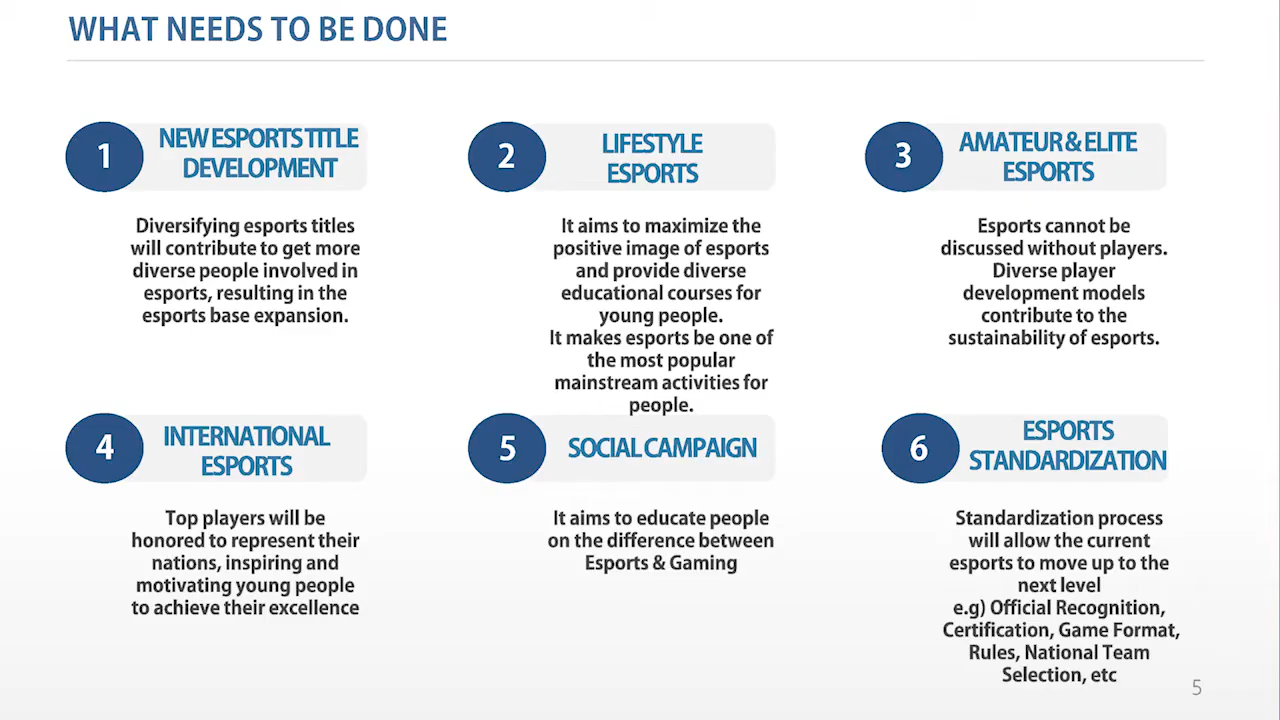 WHAT NEEDS TO BE DONE
1
NEW ESPORTS TITLE
DEVELOPMENT
Diversifying esports titles
will contribute to get more
diverse people involved in
esports, resulting in the
esports base expansion.
2
LIFESTYLE
ESPORTS
It aims to maximize the
positive image of esports
and provide diverse
educational courses for
young people.
It makes esports be one of
the most popular
mainstream activities for
people.
3
AMATEUR & ELITE
ESPORTS
Esports cannot be
discussed without players.
Diverse player
development models
contribute to the
sustainability of esports.
4
INTERNATIONAL
ESPORTS
Top players will be
honored to represent their
nations, inspiring and
motivating young people
to achieve their excellence
5
SOCIAL CAMPAIGN
It aims to educate people
on the difference between
Esports & Gaming
6
ESPORTS
STANDARDIZATION
Standardization process
will allow the current
esports to move up to the
next level
e.g) Official Recognition,
Certification, Game Format,
Rules, National Team
Selection, etc
5